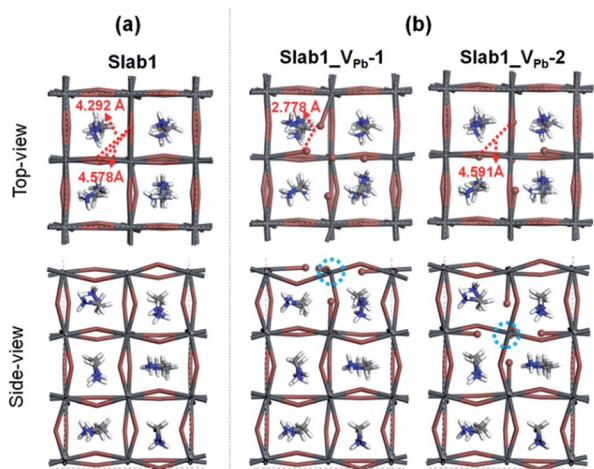 (a)
(b)
Slab1
Slab1_VPb-1
Slab1_VPb-2
Top-view
4.292 Å
4.578Å
2.778 Å
4.591Å
Side-view